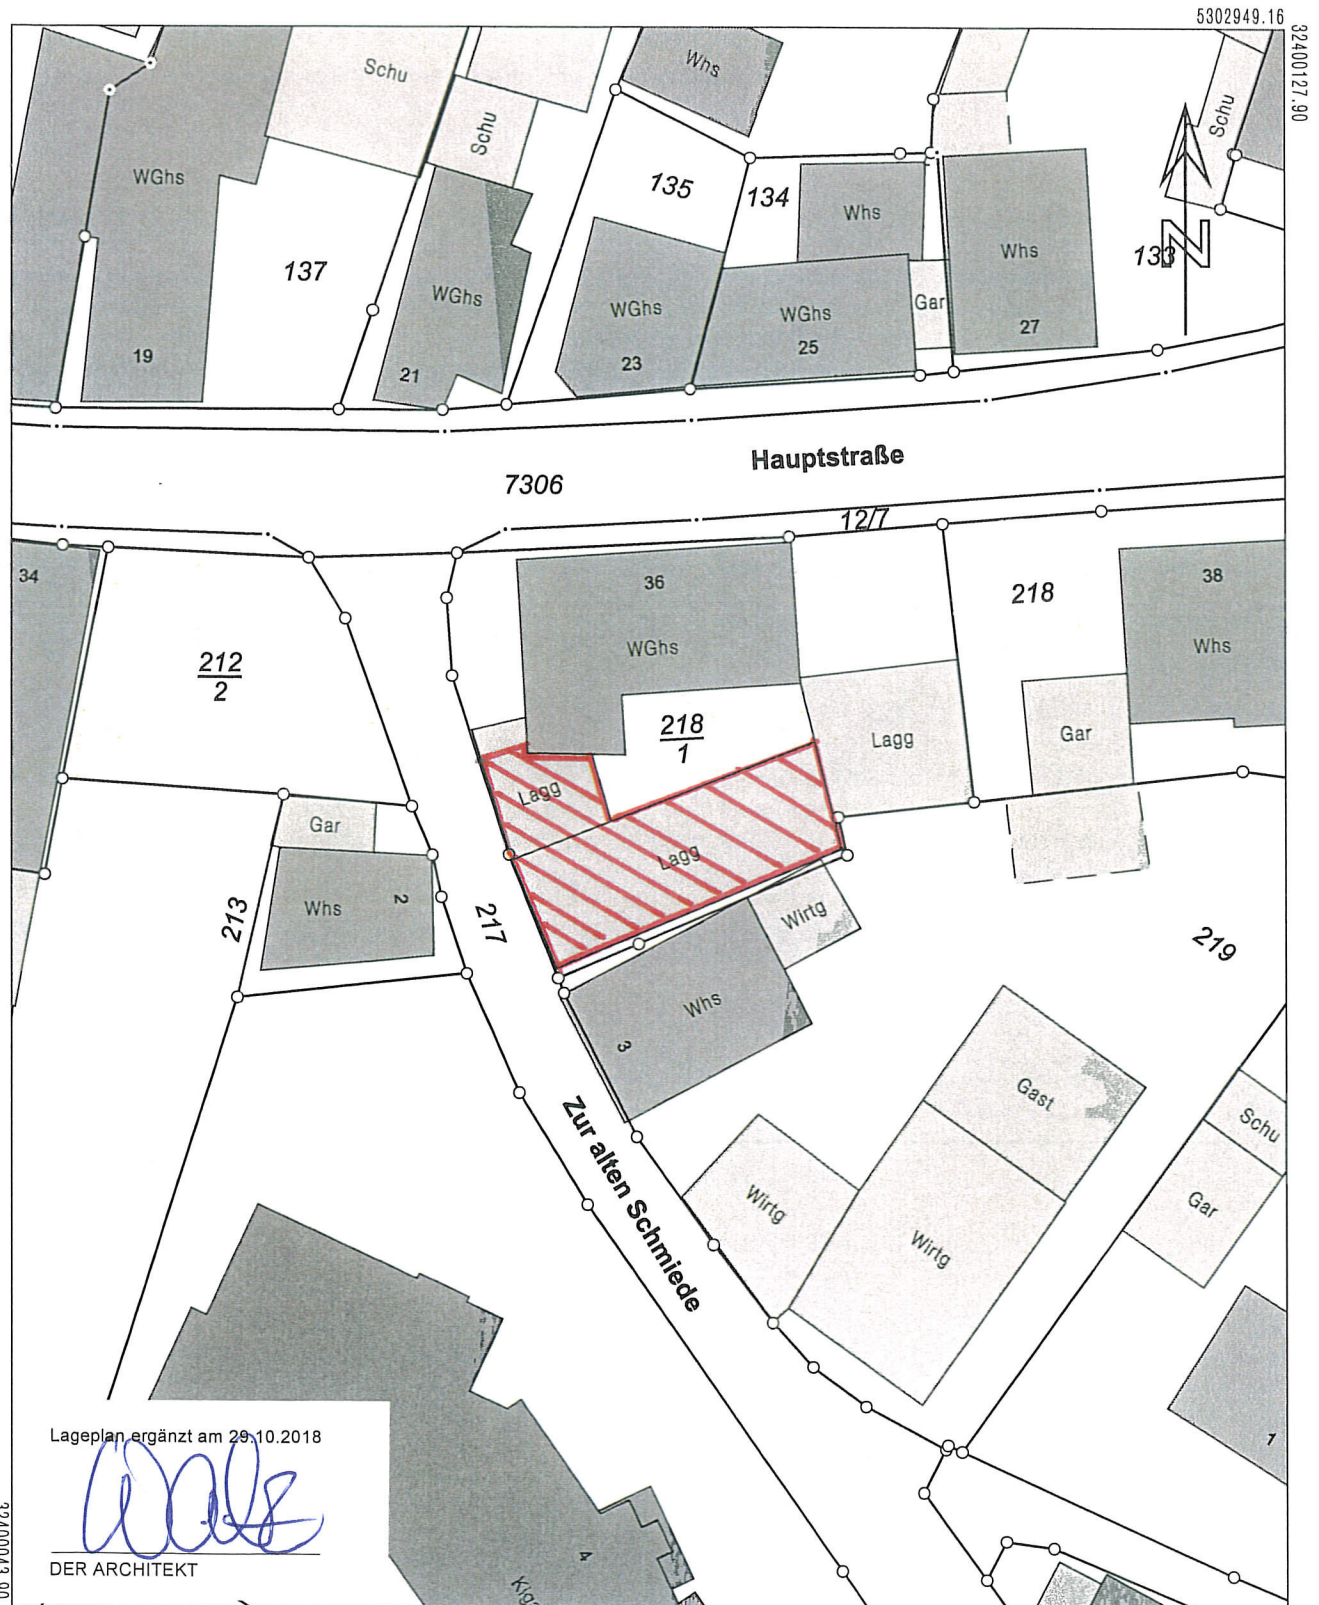 5302949.16
32400127.90
Schu
Whs
Schu
Schu
WGhs
135
134
Whs
137
WGhs
Whs
133
N
WGhs
WGhs
Gar
19
21
23
25
27
Hauptstraße
7306
12/7
34
36
218
38
212
2
WGhs
Whs
218
1
Gar
Lagg
Lagg
Gar
Lagg
213
Whs
2
217
Wirtg
219
Whs
3
Gast
Zur alten Schmiede
Schu
Wirtg
Gar
Wirtg
1
Lageplan ergänzt am 29.10.2018
DER ARCHITEKT
4